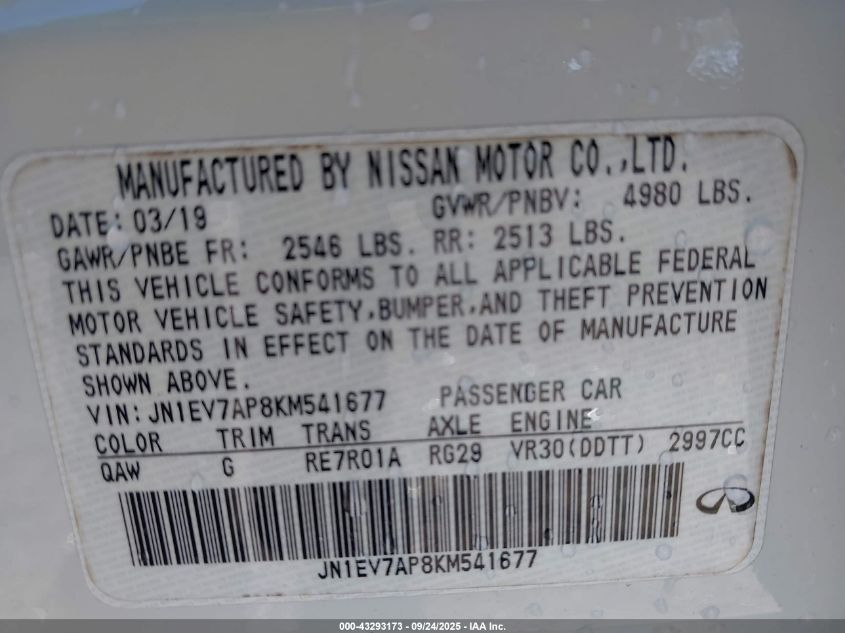 MANUFACTURED BY NISSAN MOTOR CO.,LTD.
DATE: 03/19 GVWR/PNBV: 4980 LBS.
GAWR/PNBE FR: 2546 LBS. RR: 2513 LBS.
THIS VEHICLE CONFORMS TO ALL APPLICABLE FEDERAL
MOTOR VEHICLE SAFETY,BUMPER,AND THEFT PREVENTION
STANDARDS IN EFFECT ON THE DATE OF MANUFACTURE
SHOWN ABOVE.
VIN:JN1EV7AP8KM541677 PASSENGER CAR
COLOR TRIM TRANS AXLE ENGINE
QAW G RE7R01A RG29 VR30(DDTT) 2997CC
JN1EV7AP8KM541677
000-43293173 - 09/24/2025 - IAA Inc.